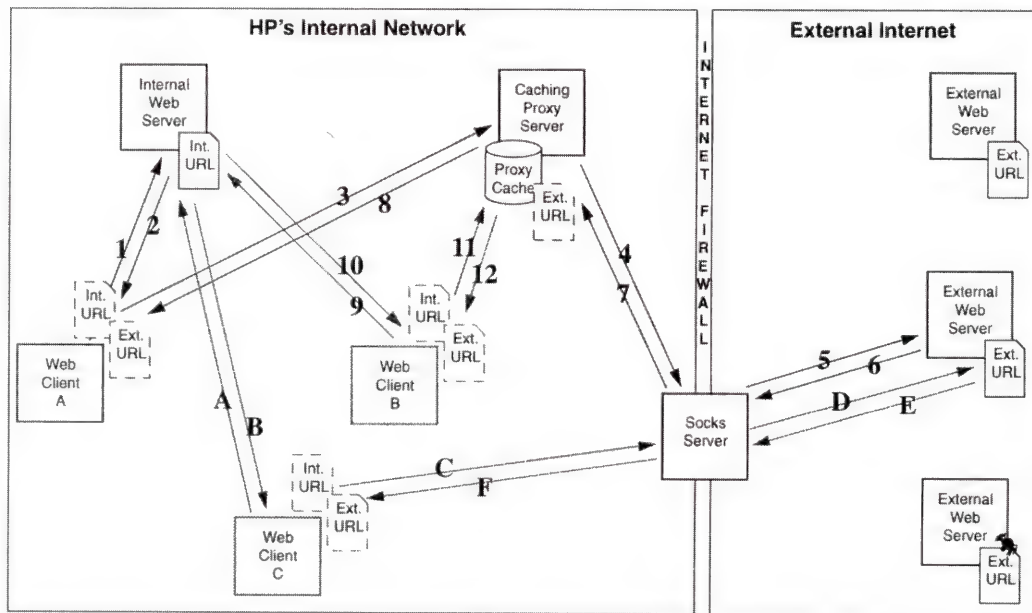 HP's Internal Network
External Internet
INTERNET FIREWALL
Internal
Web
Server
Int.
URL
Caching
Proxy
Server
Proxy
Cache
Ext.
URL
External
Web
Server
Ext.
URL
3
8
1
2
11
12
10
9
4
7
Int.
URL
Ext.
URL
Web
Client
A
Int.
URL
Ext.
URL
Web
Client
B
External
Web
Server
Ext.
URL
5
6
D
E
A
B
Socks
Server
C
F
Int.
URL
Ext.
URL
Web
Client
C
External
Web
Server
Ext.
URL